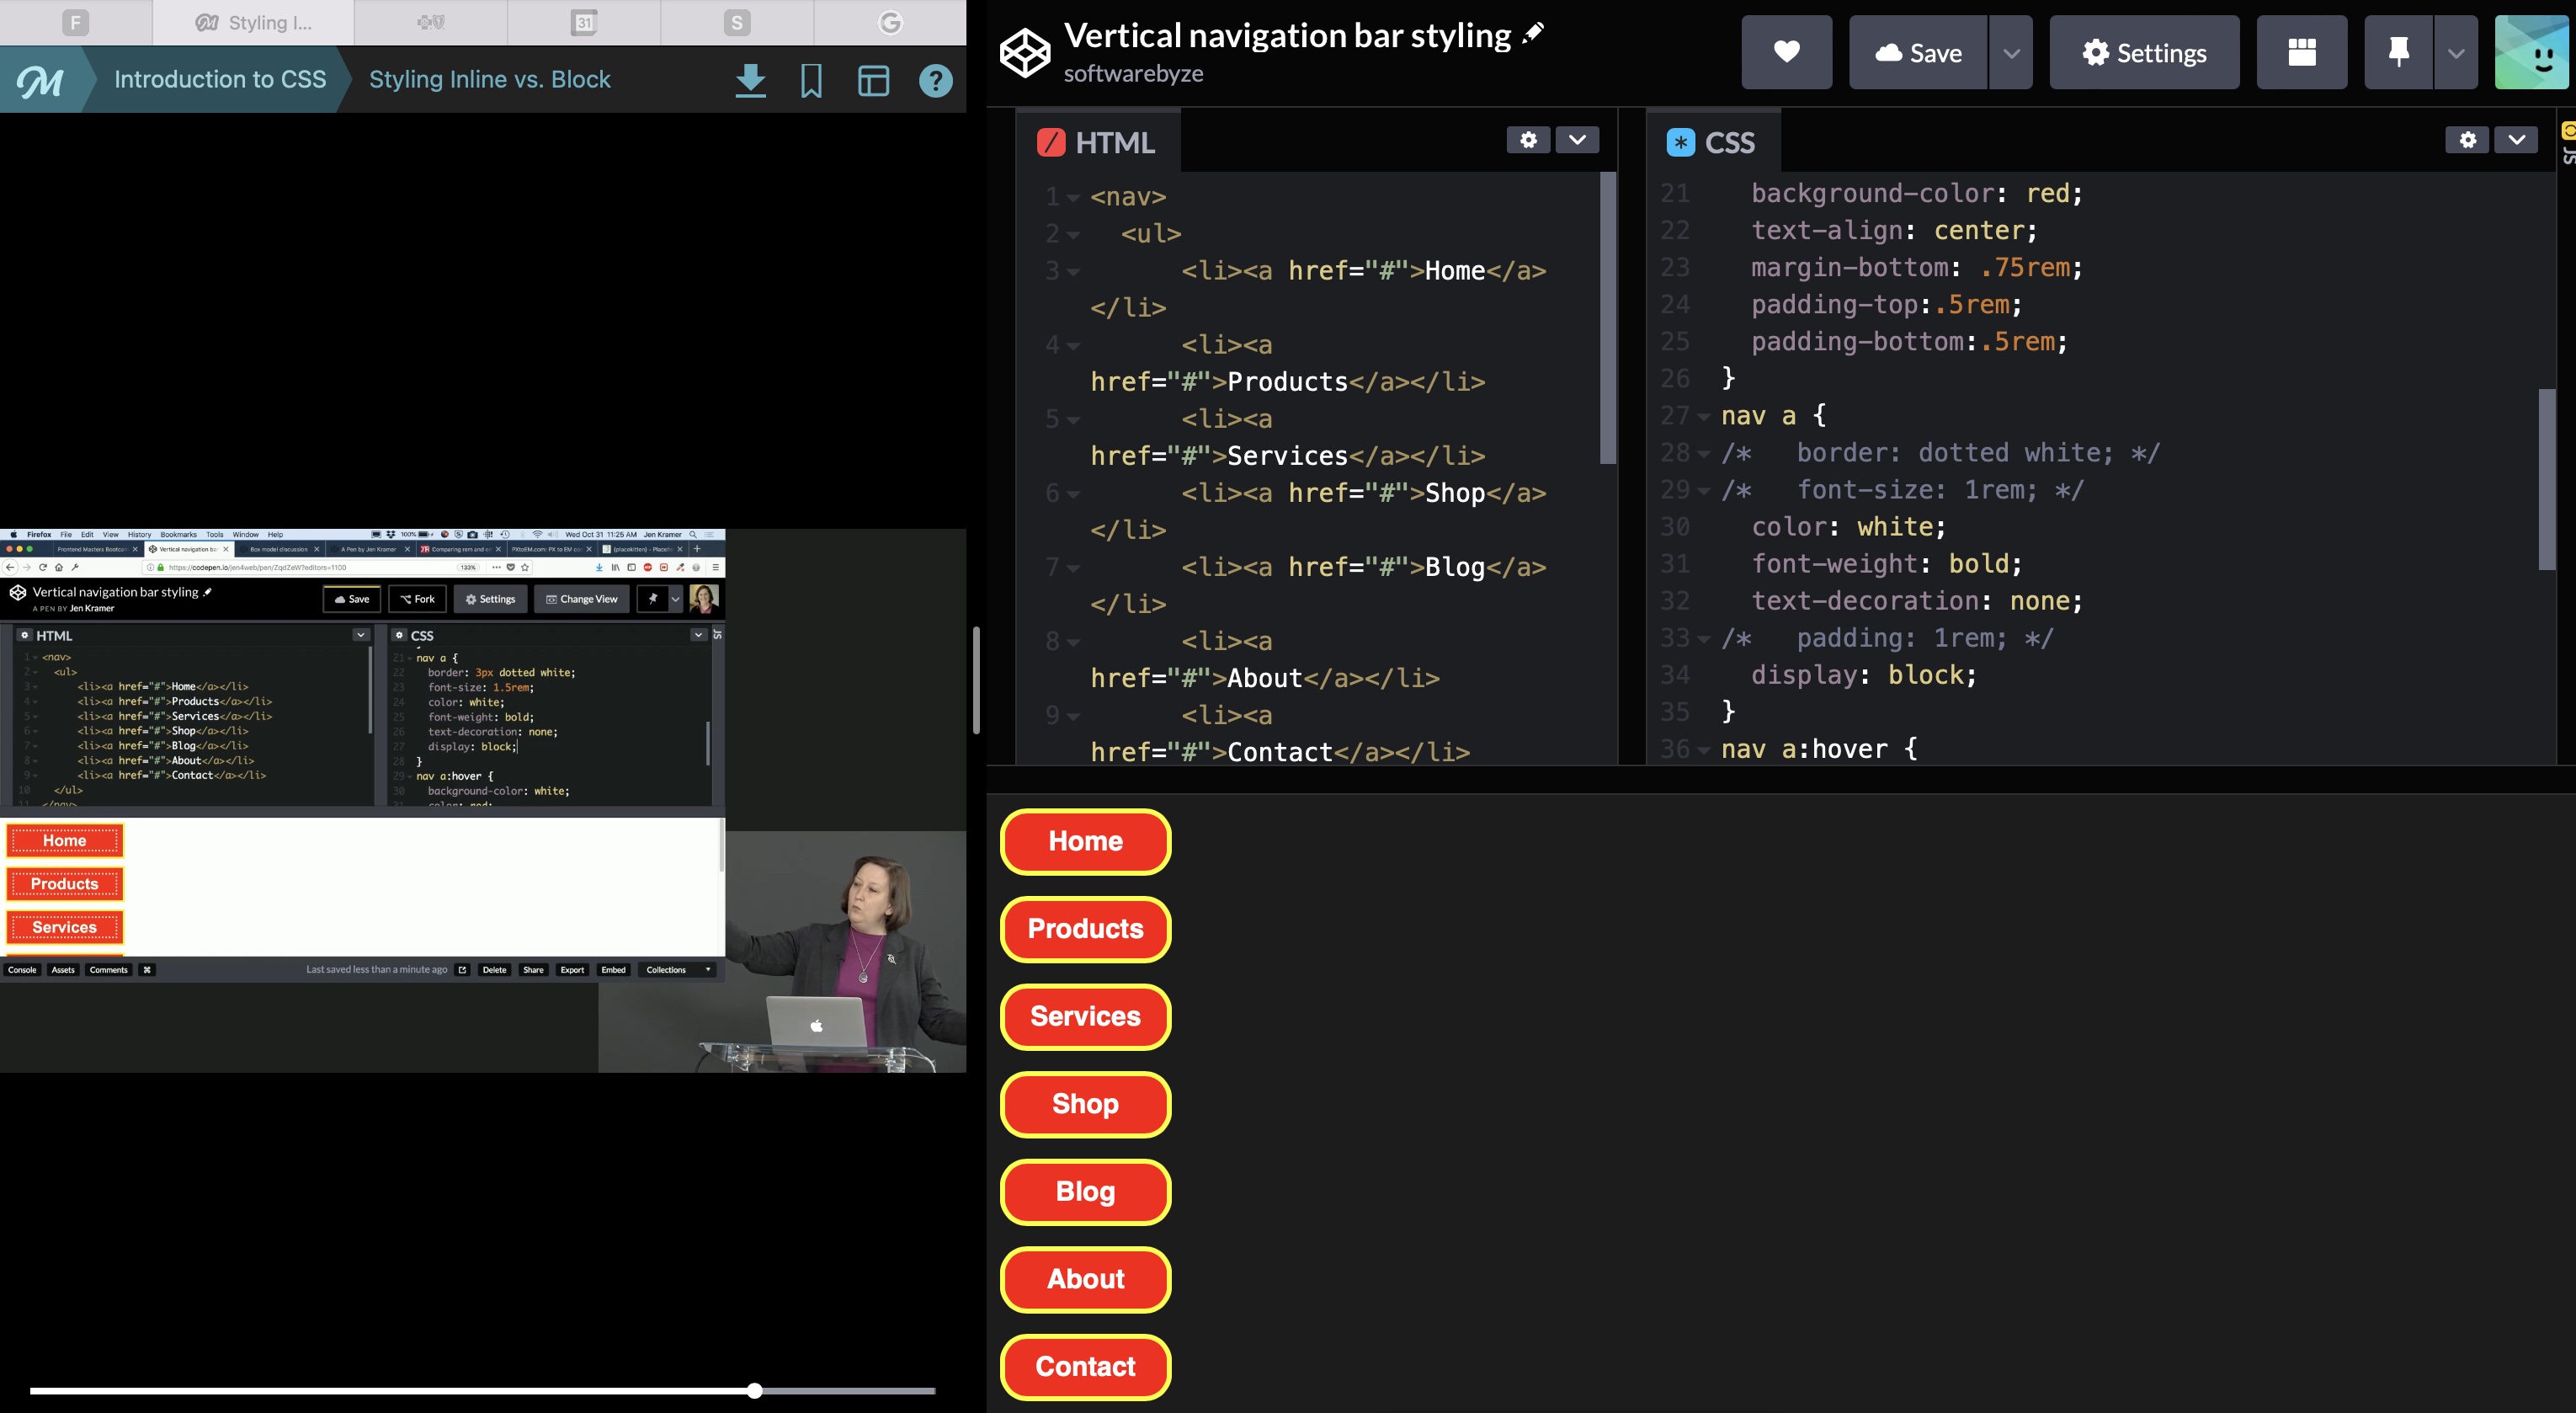 F
Styling I...
31
S
G
Introduction to CSS
Styling Inline vs. Block
?
Firefox File Edit View History Bookmarks Tools Window Help
100%
Wed Oct 31 11:25 AM Jen Kramer
Frontend Masters Bootcam
Vertical navigation ba
Box model discussion
A Pen by Jen Kramer
Comparing rem and em
PXtoEM.com: PX to EM con
{placekitten} - Placeho
https://codepen.io/jen4web/pen/ZqdZeW?editors=1100
133%
Vertical navigation bar styling
A PEN BY Jen Kramer
Save
Fork
Settings
Change View
HTML
1 <nav>
2 <ul>
3 <li><a href="#">Home</a></li>
4 <li><a href="#">Products</a></li>
5 <li><a href="#">Services</a></li>
6 <li><a href="#">Shop</a></li>
7 <li><a href="#">Blog</a></li>
8 <li><a href="#">About</a></li>
9 <li><a href="#">Contact</a></li>
10 </ul>
11 </nav>
CSS
JS
21 nav a {
22 border: 3px dotted white;
23 font-size: 1.5rem;
24 color: white;
25 font-weight: bold;
26 text-decoration: none;
27 display: block;
28 }
29 nav a:hover {
30 background-color: white;
31 color: red;
Home
Products
Services
Console
Assets
Comments
⌘
Last saved less than a minute ago
Delete
Share
Export
Embed
Collections
Vertical navigation bar styling
softwarebyze
Save
Settings
HTML
1 <nav>
2 <ul>
3 <li><a href="#">Home</a>
</li>
4 <li><a
href="#">Products</a></li>
5 <li><a
href="#">Services</a></li>
6 <li><a href="#">Shop</a>
</li>
7 <li><a href="#">Blog</a>
</li>
8 <li><a
href="#">About</a></li>
9 <li><a
href="#">Contact</a></li>
CSS
JS
21 background-color: red;
22 text-align: center;
23 margin-bottom: .75rem;
24 padding-top:.5rem;
25 padding-bottom:.5rem;
26 }
27 nav a {
28 /* border: dotted white; */
29 /* font-size: 1rem; */
30 color: white;
31 font-weight: bold;
32 text-decoration: none;
33 /* padding: 1rem; */
34 display: block;
35 }
36 nav a:hover {
Home
Products
Services
Shop
Blog
About
Contact